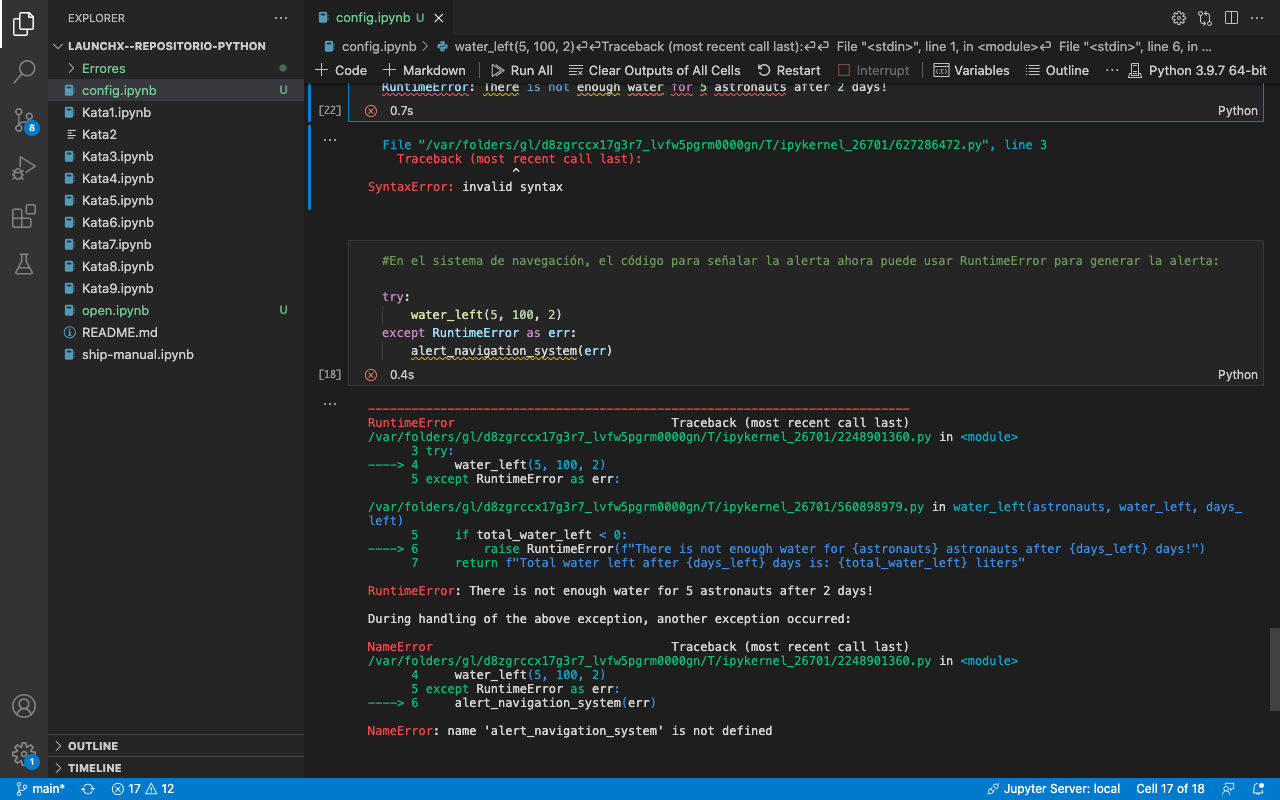 EXPLORER
LAUNCHX--REPOSITORIO-PYTHON
Errores
config.ipynb U
Kata1.ipynb
Kata2
Kata3.ipynb
Kata4.ipynb
Kata5.ipynb
Kata6.ipynb
Kata7.ipynb
Kata8.ipynb
Kata9.ipynb
open.ipynb U
README.md
ship-manual.ipynb
OUTLINE
TIMELINE
8
1
config.ipynb U
config.ipynb > water_left(5, 100, 2)↵↵Traceback (most recent call last):↵↵ File "<stdin>", line 1, in <module>↵ File "<stdin>", line 6, in ...
Code Markdown Run All Clear Outputs of All Cells Restart Interrupt Variables Outline ... Python 3.9.7 64-bit
RuntimeError: There is not enough water for 5 astronauts after 2 days!
[22] 0.7s Python
File "/var/folders/gl/d8zgrccx17g3r7_lvfw5pgrm0000gn/T/ipykernel_26701/627286472.py", line 3
Traceback (most recent call last):
^
SyntaxError: invalid syntax
#En el sistema de navegación, el código para señalar la alerta ahora puede usar RuntimeError para generar la alerta:
try:
water_left(5, 100, 2)
except RuntimeError as err:
alert_navigation_system(err)
[18] 0.4s Python
---------------------------------------------------------------------------
RuntimeError Traceback (most recent call last)
/var/folders/gl/d8zgrccx17g3r7_lvfw5pgrm0000gn/T/ipykernel_26701/2248901360.py in <module>
3 try:
----> 4 water_left(5, 100, 2)
5 except RuntimeError as err:
/var/folders/gl/d8zgrccx17g3r7_lvfw5pgrm0000gn/T/ipykernel_26701/560898979.py in water_left(astronauts, water_left, days_
left)
5 if total_water_left < 0:
----> 6 raise RuntimeError(f"There is not enough water for {astronauts} astronauts after {days_left} days!")
7 return f"Total water left after {days_left} days is: {total_water_left} liters"
RuntimeError: There is not enough water for 5 astronauts after 2 days!
During handling of the above exception, another exception occurred:
NameError Traceback (most recent call last)
/var/folders/gl/d8zgrccx17g3r7_lvfw5pgrm0000gn/T/ipykernel_26701/2248901360.py in <module>
4 water_left(5, 100, 2)
5 except RuntimeError as err:
----> 6 alert_navigation_system(err)
NameError: name 'alert_navigation_system' is not defined
main* 17 12 Jupyter Server: local Cell 17 of 18